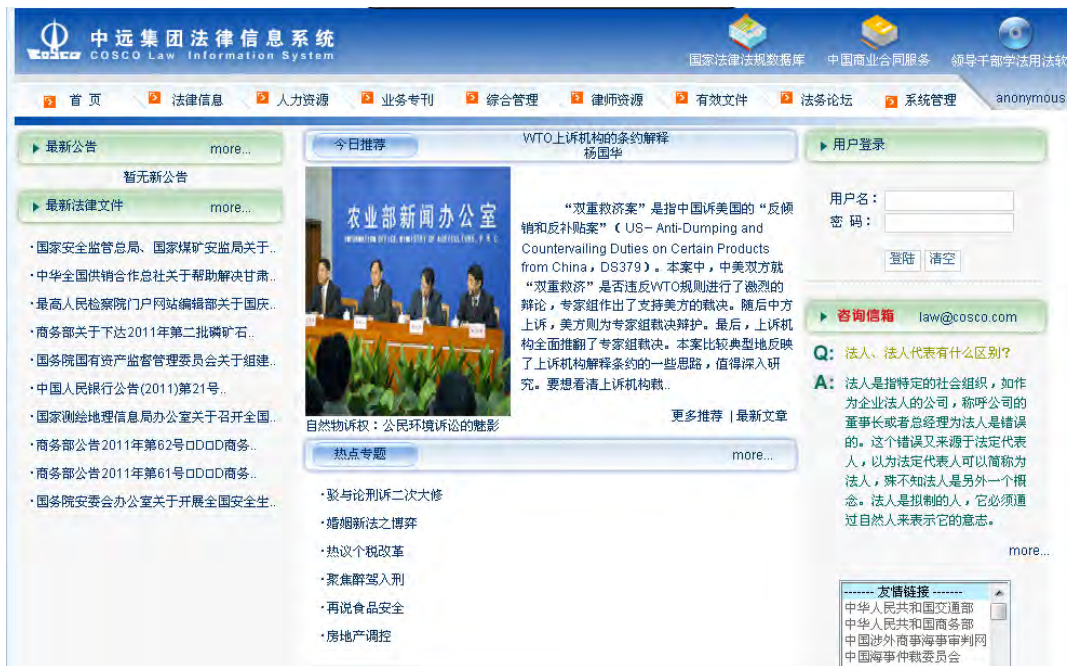 中远集团法律信息系统
COSCO
COSCO Law Information System
国家法律法规数据库
中国商业合同服务
领导干部学法用法软
首 页
法律信息
人力资源
业务专刊
综合管理
律师资源
有效文件
法务论坛
系统管理
anonymous
最新公告 more...
暂无新公告
最新法律文件 more...
·国家安全监管总局、国家煤矿安监局关于..
·中华全国供销合作总社关于帮助解决甘肃..
·最高人民检察院门户网站编辑部关于国庆..
·商务部关于下达2011年第二批磷矿石..
·国务院国有资产监督管理委员会关于组建..
·中国人民银行公告(2011)第21号..
·国家测绘地理信息局办公室关于召开全国..
·商务部公告2011年第62号□D□D□商务..
·商务部公告2011年第61号□D□D□商务..
·国务院安委会办公室关于开展全国安全生..
今日推荐
WTO上诉机构的条约解释
杨国华
农业部新闻办公室
INFORMATION OFFICE, MINISTRY OF AGRICULTURE, P. R. C.
自然物诉权：公民环境诉讼的魅影
“双重救济案”是指中国诉美国的“反倾
销和反补贴案”（ US– Anti-Dumping and
Countervailing Duties on Certain Products
from China，DS379）。本案中，中美双方就
“双重救济”是否违反WTO规则进行了激烈的
辩论，专家组作出了支持美方的裁决。随后中方
上诉，美方则为专家组裁决辩护。最后，上诉机
构全面推翻了专家组裁决。本案比较典型地反映
了上诉机构解释条约的一些思路，值得深入研
究。要想看清上诉机构载..
更多推荐 |最新文章
热点专题 more...
·驳与论刑诉二次大修
·婚姻新法之博弈
·热议个税改革
·聚焦醉驾入刑
·再说食品安全
·房地产调控
用户登录
用户名：
密 码：
登陆 清空
咨询信箱 law@cosco.com
Q: 法人、法人代表有什么区别？
A: 法人是指特定的社会组织，如作
为企业法人的公司，称呼公司的
董事长或者总经理为法人是错误
的。这个错误又来源于法定代表
人，以为法定代表人可以简称为
法人，殊不知法人是另外一个概
念。法人是拟制的人，它必须通
过自然人来表示它的意志。
more...
------- 友情链接 -------
中华人民共和国交通部
中华人民共和国商务部
中国涉外商事海事审判网
中国海事仲裁委员会